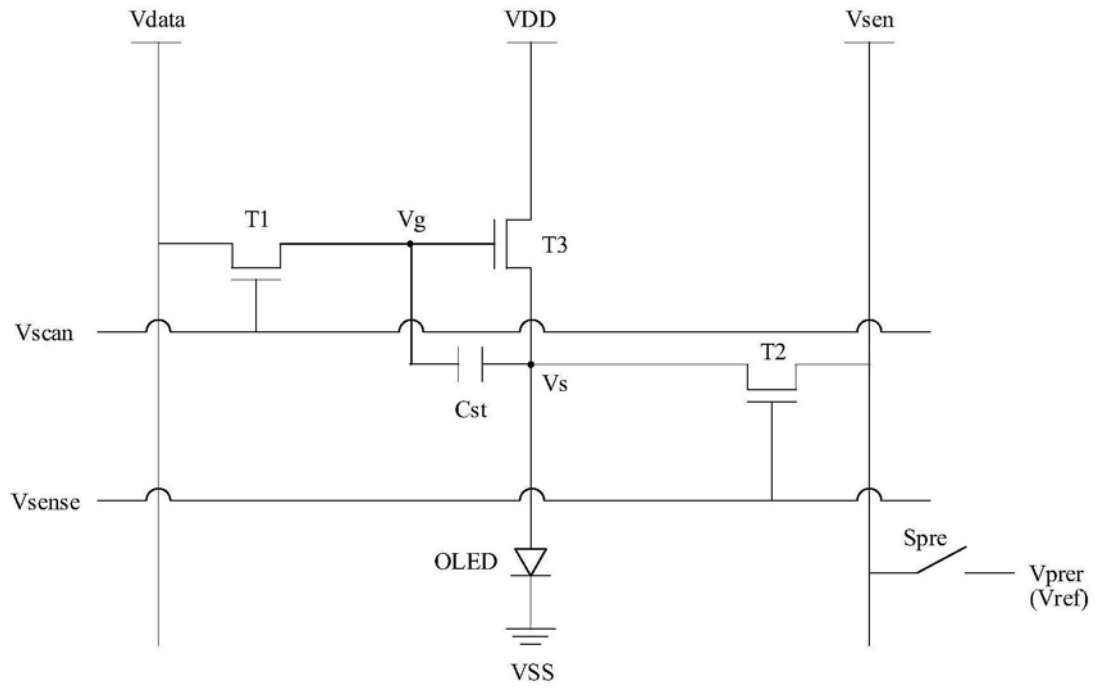 Vdata
VDD
Vsen
T1
Vg
T3
Vscan
T2
Vs
Cst
Vsense
Spre
OLED
Vprer
(Vref)
VSS